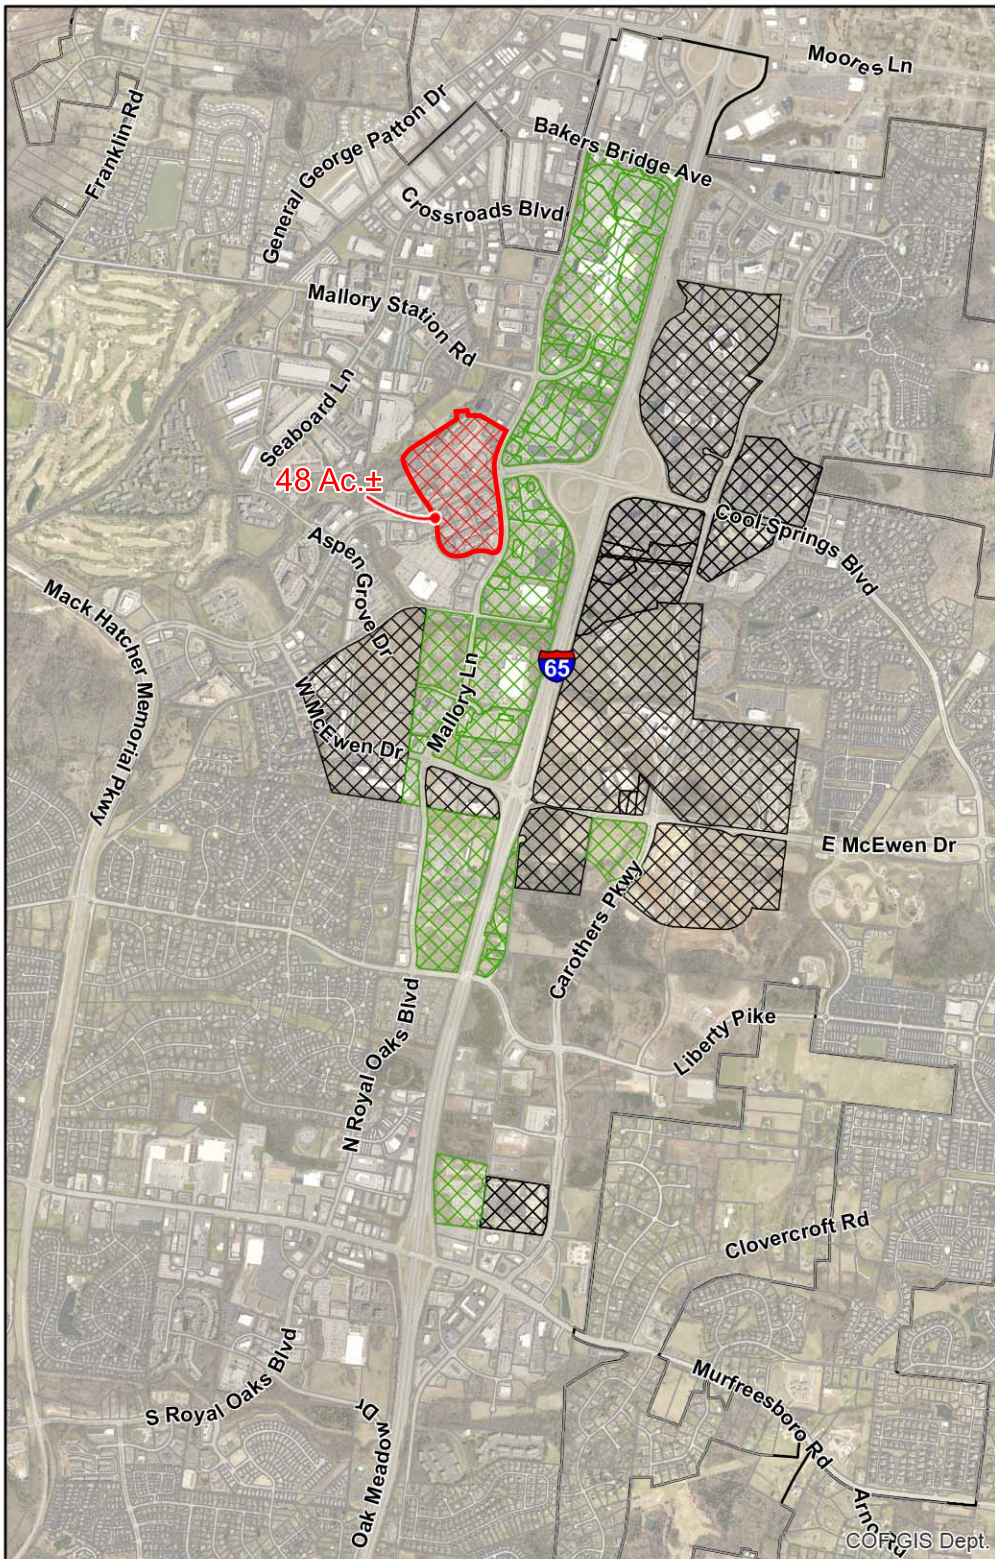 Moores Ln
Franklin Rd
General George Patton Dr
Bakers Bridge Ave
Crossroads Blvd
Mallory Station Rd
Seaboard Ln
48 Ac.±
Cool Springs Blvd
Aspen Grove Dr
Mack Hatcher Memorial Pkwy
65
Mallory Ln
W McEwen Dr
E McEwen Dr
Carothers Pkwy
N Royal Oaks Blvd
Liberty Pike
Clovercroft Rd
S Royal Oaks Blvd
Murfreesboro Rd
Oak Meadow Dr
Arno Rd
COF GIS Dept.